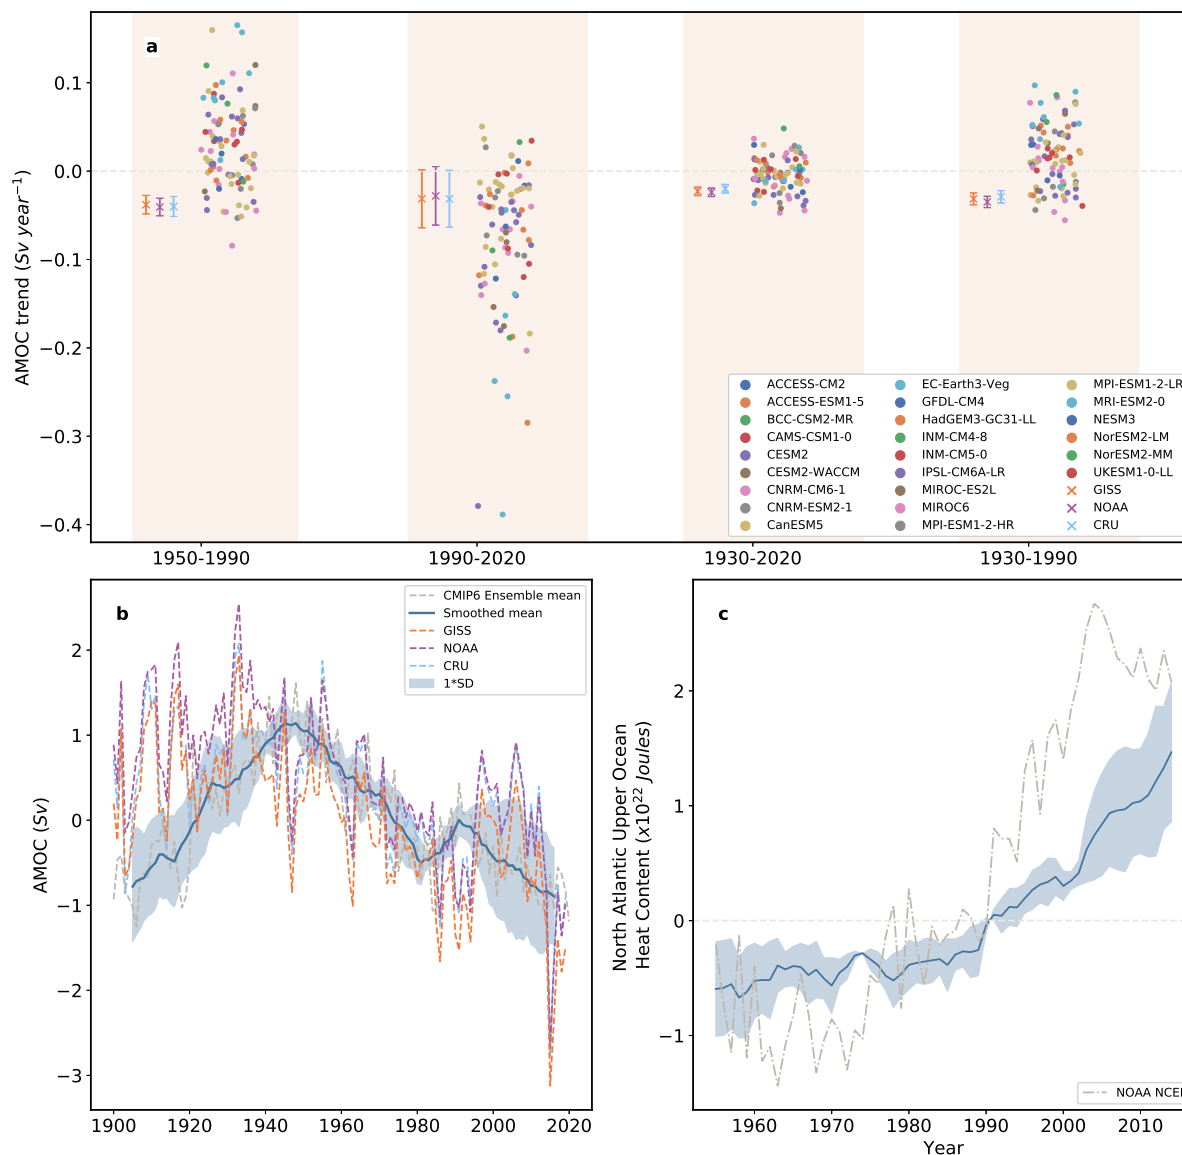 a
0.1
0.0
−0.1
−0.2
−0.3
−0.4
AMOC trend (Sv year⁻¹)
1950-1990
1990-2020
1930-2020
1930-1990
ACCESS-CM2
ACCESS-ESM1-5
BCC-CSM2-MR
CAMS-CSM1-0
CESM2
CESM2-WACCM
CNRM-CM6-1
CNRM-ESM2-1
CanESM5
EC-Earth3-Veg
GFDL-CM4
HadGEM3-GC31-LL
INM-CM4-8
INM-CM5-0
IPSL-CM6A-LR
MIROC-ES2L
MIROC6
MPI-ESM1-2-HR
MPI-ESM1-2-LR
MRI-ESM2-0
NESM3
NorESM2-LM
NorESM2-MM
UKESM1-0-LL
GISS
NOAA
CRU
b
CMIP6 Ensemble mean
Smoothed mean
GISS
NOAA
CRU
1*SD
2
1
0
−1
−2
−3
AMOC (Sv)
1900
1920
1940
1960
1980
2000
2020
c
2
1
0
−1
North Atlantic Upper Ocean
Heat Content (x10²² Joules)
NOAA NCEI
1960
1970
1980
1990
2000
2010
Year